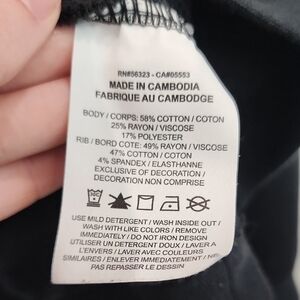 RN#56323 - CA#05553
MADE IN CAMBODIA
FABRIQUE AU CAMBODGE
BODY / CORPS: 58% COTTON / COTON
25% RAYON / VISCOSE
17% POLYESTER
RIB / BORD COTE: 49% RAYON / VISCOSE
47% COTTON / COTON
4% SPANDEX / ELASTHANNE
EXCLUSIVE OF DECORATION /
DECORATION NON COMPRISE
USE MILD DETERGENT / WASH INSIDE OUT /
WASH WITH LIKE COLORS / REMOVE
IMMEDIATELY / DO NOT IRON DESIGN
UTILISER UN DETERGENT DOUX / LAVER A
L'ENVERS / LAVER AVEC COULEURS
SIMILAIRES / ENLEVER IMMEDIATEMENT / NE
PAS REPASSER LE DESSIN